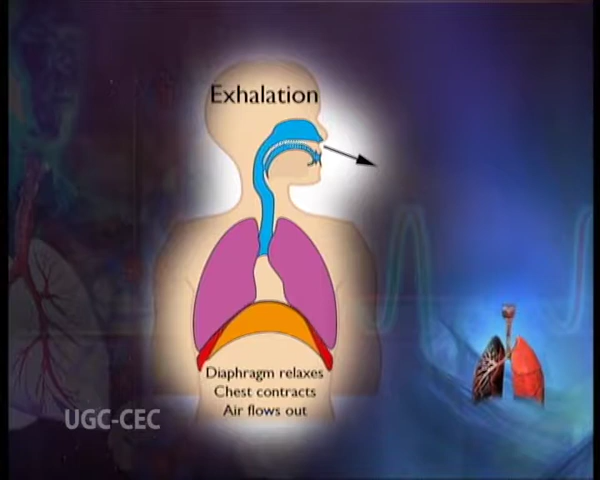 Exhalation
Diaphragm relaxes
Chest contracts
Air flows out
UGC-CEC